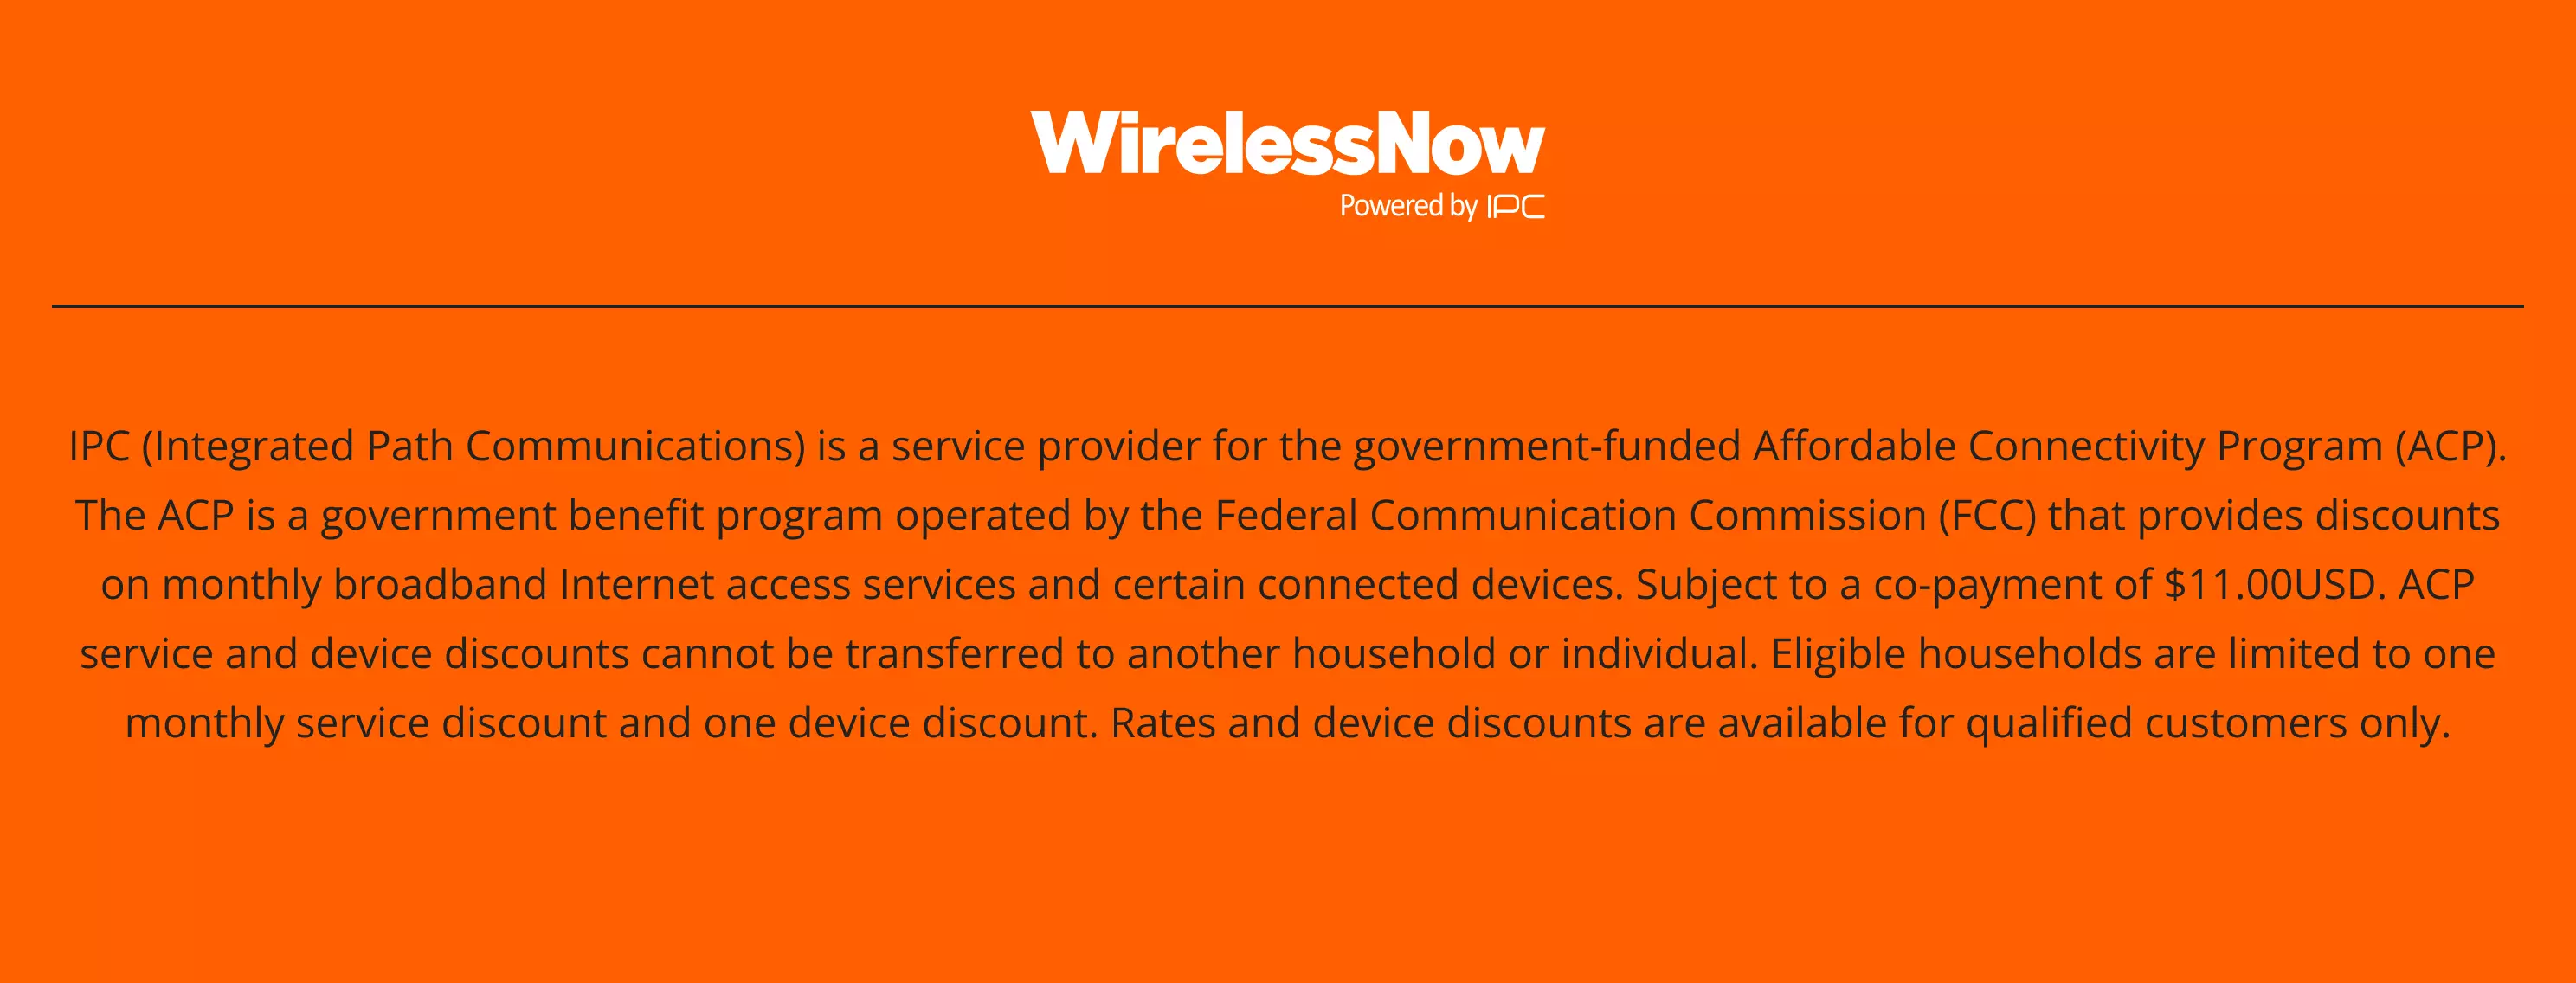 WirelessNow
Powered by IPC
IPC (Integrated Path Communications) is a service provider for the government-funded Affordable Connectivity Program (ACP).
The ACP is a government benefit program operated by the Federal Communication Commission (FCC) that provides discounts
on monthly broadband Internet access services and certain connected devices. Subject to a co-payment of $11.00USD. ACP
service and device discounts cannot be transferred to another household or individual. Eligible households are limited to one
monthly service discount and one device discount. Rates and device discounts are available for qualified customers only.